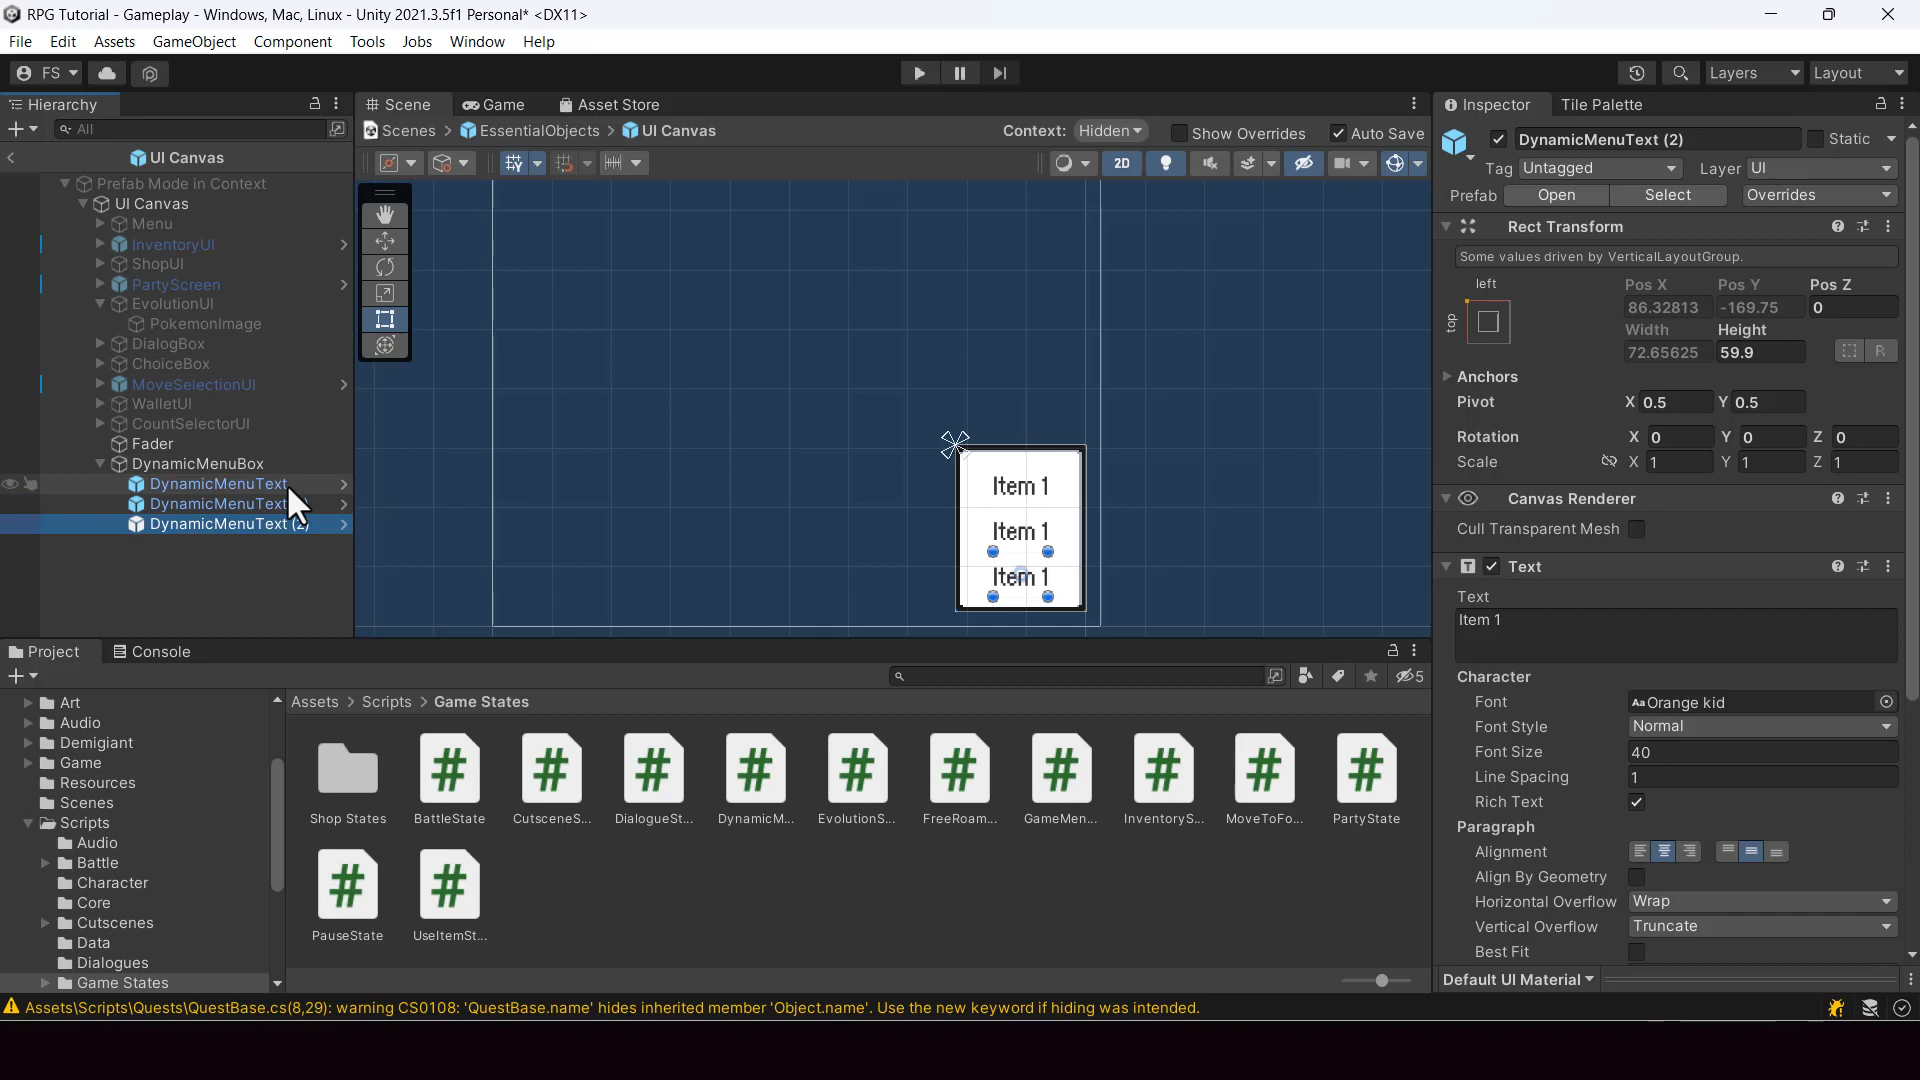 RPG Tutorial - Gameplay - Windows, Mac, Linux - Unity 2021.3.5f1 Personal* <DX11>
File Edit Assets GameObject Component Tools Jobs Window Help
FS
Layers
Layout
Hierarchy
All
UI Canvas
Prefab Mode in Context
UI Canvas
Menu
InventoryUI
ShopUI
PartyScreen
EvolutionUI
PokemonImage
DialogBox
ChoiceBox
MoveSelectionUI
WalletUI
CountSelectorUI
Fader
DynamicMenuBox
DynamicMenuText
DynamicMenuText
DynamicMenuText (2)
Scene
Game
Asset Store
Scenes > EssentialObjects > UI Canvas
Context: Hidden
Show Overrides
Auto Save
2D
Item 1
Item 1
Item 1
Inspector
Tile Palette
DynamicMenuText (2)
Static
Tag Untagged
Layer UI
Prefab Open Select Overrides
Rect Transform
Some values driven by VerticalLayoutGroup.
left
top
Pos X Pos Y Pos Z
86.32813 -169.75 0
Width Height
72.65625 59.9
R
Anchors
Pivot X 0.5 Y 0.5
Rotation X 0 Y 0 Z 0
Scale X 1 Y 1 Z 1
Canvas Renderer
Cull Transparent Mesh
Text
Text
Item 1
Character
Font Aa Orange kid
Font Style Normal
Font Size 40
Line Spacing 1
Rich Text
Paragraph
Alignment
Align By Geometry
Horizontal Overflow Wrap
Vertical Overflow Truncate
Best Fit
Default UI Material
Project
Console
5
Art
Audio
Demigiant
Game
Resources
Scenes
Scripts
Audio
Battle
Character
Core
Cutscenes
Data
Dialogues
Game States
Assets > Scripts > Game States
Shop States
BattleState
CutsceneS...
DialogueSt...
DynamicM...
EvolutionS...
FreeRoam...
GameMen...
InventoryS...
MoveToFo...
PartyState
PauseState
UseItemSt...
Assets\Scripts\Quests\QuestBase.cs(8,29): warning CS0108: 'QuestBase.name' hides inherited member 'Object.name'. Use the new keyword if hiding was intended.